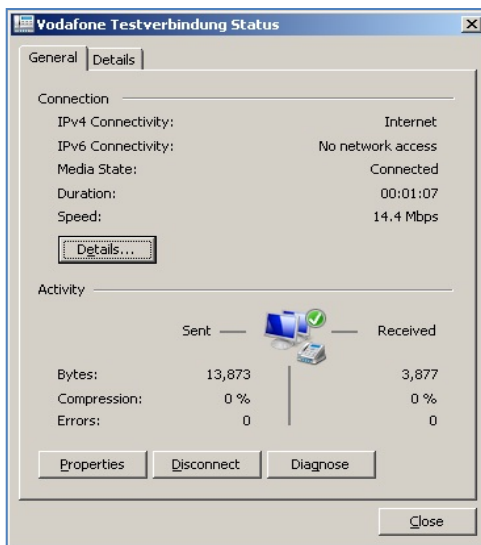 Vodafone Testverbindung Status
General Details
Connection
IPv4 Connectivity: Internet
IPv6 Connectivity: No network access
Media State: Connected
Duration: 00:01:07
Speed: 14.4 Mbps
Details...
Activity
Sent Received
Bytes: 13,873 3,877
Compression: 0 % 0 %
Errors: 0 0
Properties Disconnect Diagnose
Close